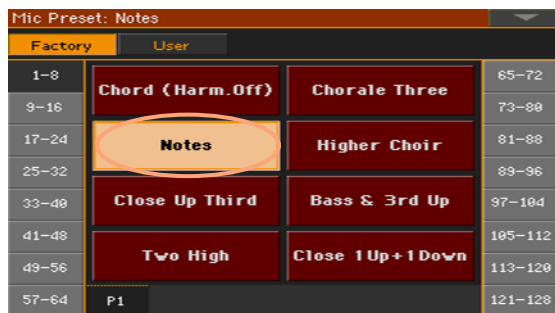 Mic Preset: Notes
Factory User
1-8
9-16
17-24
25-32
33-40
41-48
49-56
57-64
Chord (Harm.Off) Chorale Three
Notes Higher Choir
Close Up Third Bass & 3rd Up
Two High Close 1Up+1Down
P1
65-72
73-80
81-88
89-96
97-104
105-112
113-120
121-128